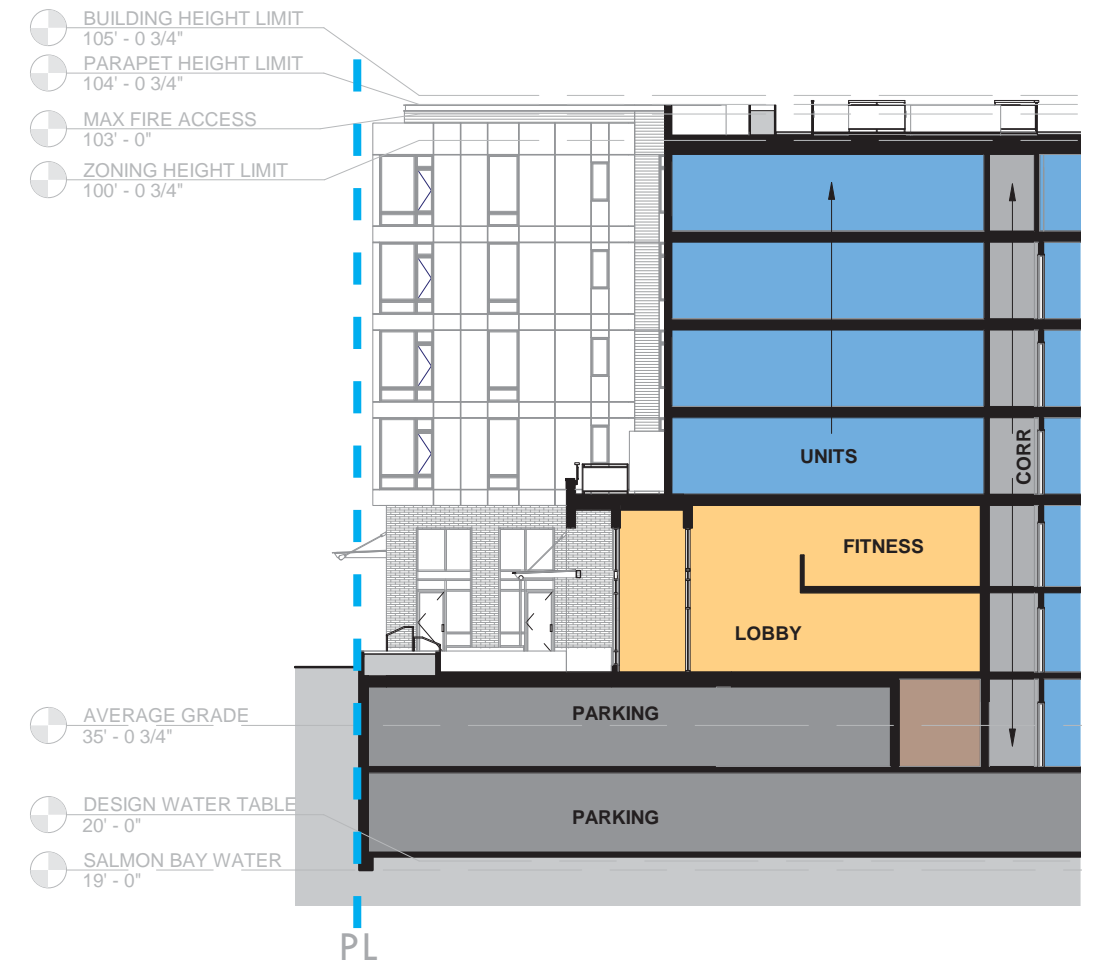 BUILDING HEIGHT LIMIT
105' - 0 3/4"
PARAPET HEIGHT LIMIT
104' - 0 3/4"
MAX FIRE ACCESS
103' - 0"
ZONING HEIGHT LIMIT
100' - 0 3/4"
UNITS
CORR
FITNESS
LOBBY
AVERAGE GRADE
35' - 0 3/4"
PARKING
DESIGN WATER TABLE
20' - 0"
PARKING
SALMON BAY WATER
19' - 0"
PL